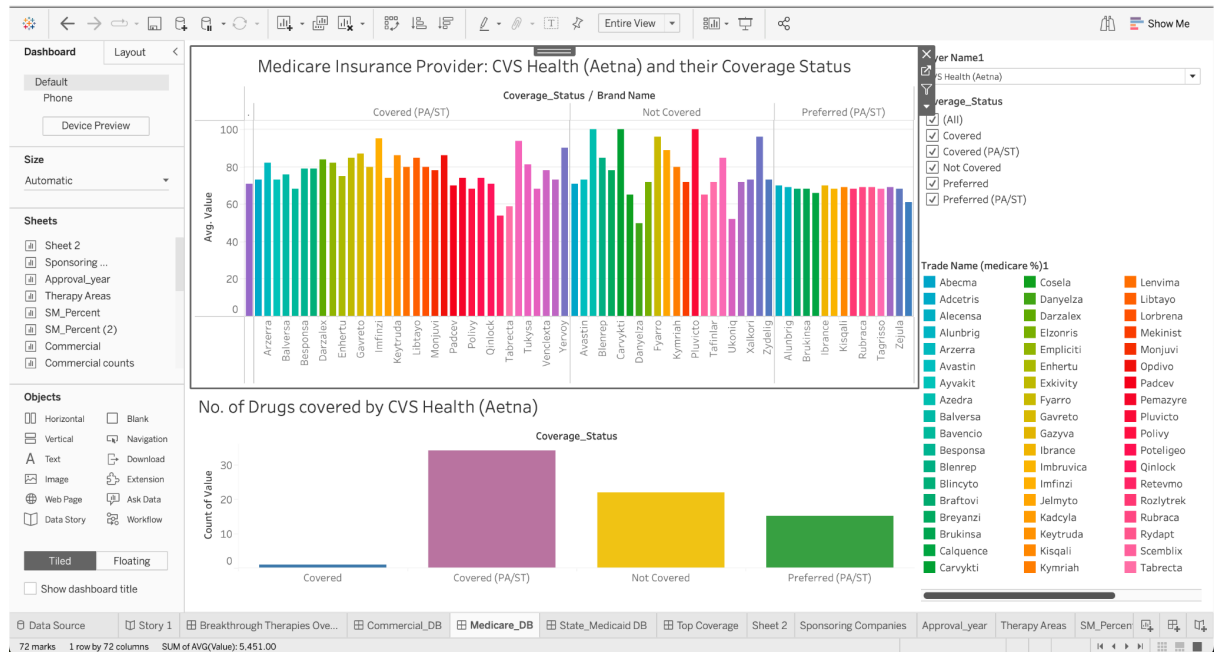 Entire View
Show Me
Dashboard
Layout
Default
Phone
Device Preview
Size
Automatic
Sheets
Sheet 2
Sponsoring ...
Approval_year
Therapy Areas
SM_Percent
SM_Percent (2)
Commercial
Commercial counts
Objects
Horizontal
Blank
Vertical
Navigation
Text
Download
Image
Extension
Web Page
Ask Data
Data Story
Workflow
Tiled
Floating
Show dashboard title
Medicare Insurance Provider: CVS Health (Aetna) and their Coverage Status
Coverage_Status / Brand Name
.
Covered (PA/ST)
Not Covered
Preferred (PA/ST)
Avg. Value
100
80
60
40
20
0
Arzerra
Balversa
Besponsa
Darzalex
Enhertu
Gavreto
Imfinzi
Keytruda
Libtayo
Monjuvi
Padcev
Polivy
Qinlock
Tabrecta
Tukysa
Venclexta
Yervoy
Avastin
Blenrep
Carvykti
Danyelza
Fyarro
Kymriah
Pluvicto
Tafinlar
Ukoniq
Xalkori
Zydelig
Alunbrig
Brukinsa
Ibrance
Kisqali
Rubraca
Tagrisso
Zejula
No. of Drugs covered by CVS Health (Aetna)
Coverage_Status
Count of Value
30
20
10
0
Covered
Covered (PA/ST)
Not Covered
Preferred (PA/ST)
yer Name1
VS Health (Aetna)
verage_Status
(All)
Covered
Covered (PA/ST)
Not Covered
Preferred
Preferred (PA/ST)
Trade Name (medicare %)1
Abecma
Adcetris
Alecensa
Alunbrig
Arzerra
Avastin
Ayvakit
Azedra
Balversa
Bavencio
Besponsa
Blenrep
Blincyto
Braftovi
Breyanzi
Brukinsa
Calquence
Carvykti
Cosela
Danyelza
Darzalex
Elzonris
Empliciti
Enhertu
Exkivity
Fyarro
Gavreto
Gazyva
Ibrance
Imbruvica
Imfinzi
Jelmyto
Kadcyla
Keytruda
Kisqali
Kymriah
Lenvima
Libtayo
Lorbrena
Mekinist
Monjuvi
Opdivo
Padcev
Pemazyre
Pluvicto
Polivy
Poteligeo
Qinlock
Retevmo
Rozlytrek
Rubraca
Rydapt
Scemblix
Tabrecta
Data Source
Story 1
Breakthrough Therapies Ove...
Commercial_DB
Medicare_DB
State_Medicaid DB
Top Coverage
Sheet 2
Sponsoring Companies
Approval_year
Therapy Areas
SM_Percen
72 marks
1 row by 72 columns
SUM of AVG(Value): 5,451.00